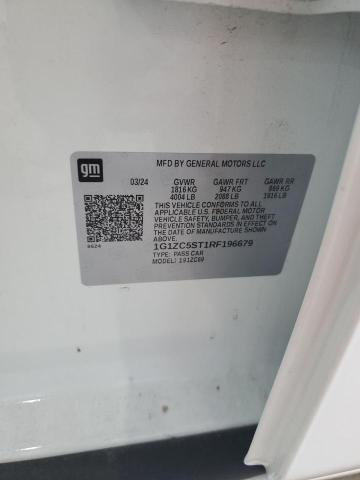 gm
MFD BY GENERAL MOTORS LLC
03/24 GVWR GAWR FRT GAWR RR
1816 KG 947 KG 869 KG
4004 LB 2088 LB 1916 LB
THIS VEHICLE CONFORMS TO ALL
APPLICABLE U.S. FEDERAL MOTOR
VEHICLE SAFETY, BUMPER, AND THEFT
PREVENTION STANDARDS IN EFFECT
ON THE DATE OF MANUFACTURE SHOWN
ABOVE.
1G1ZC5ST1RF196679
TYPE: PASS CAR
MODEL: 1912C69